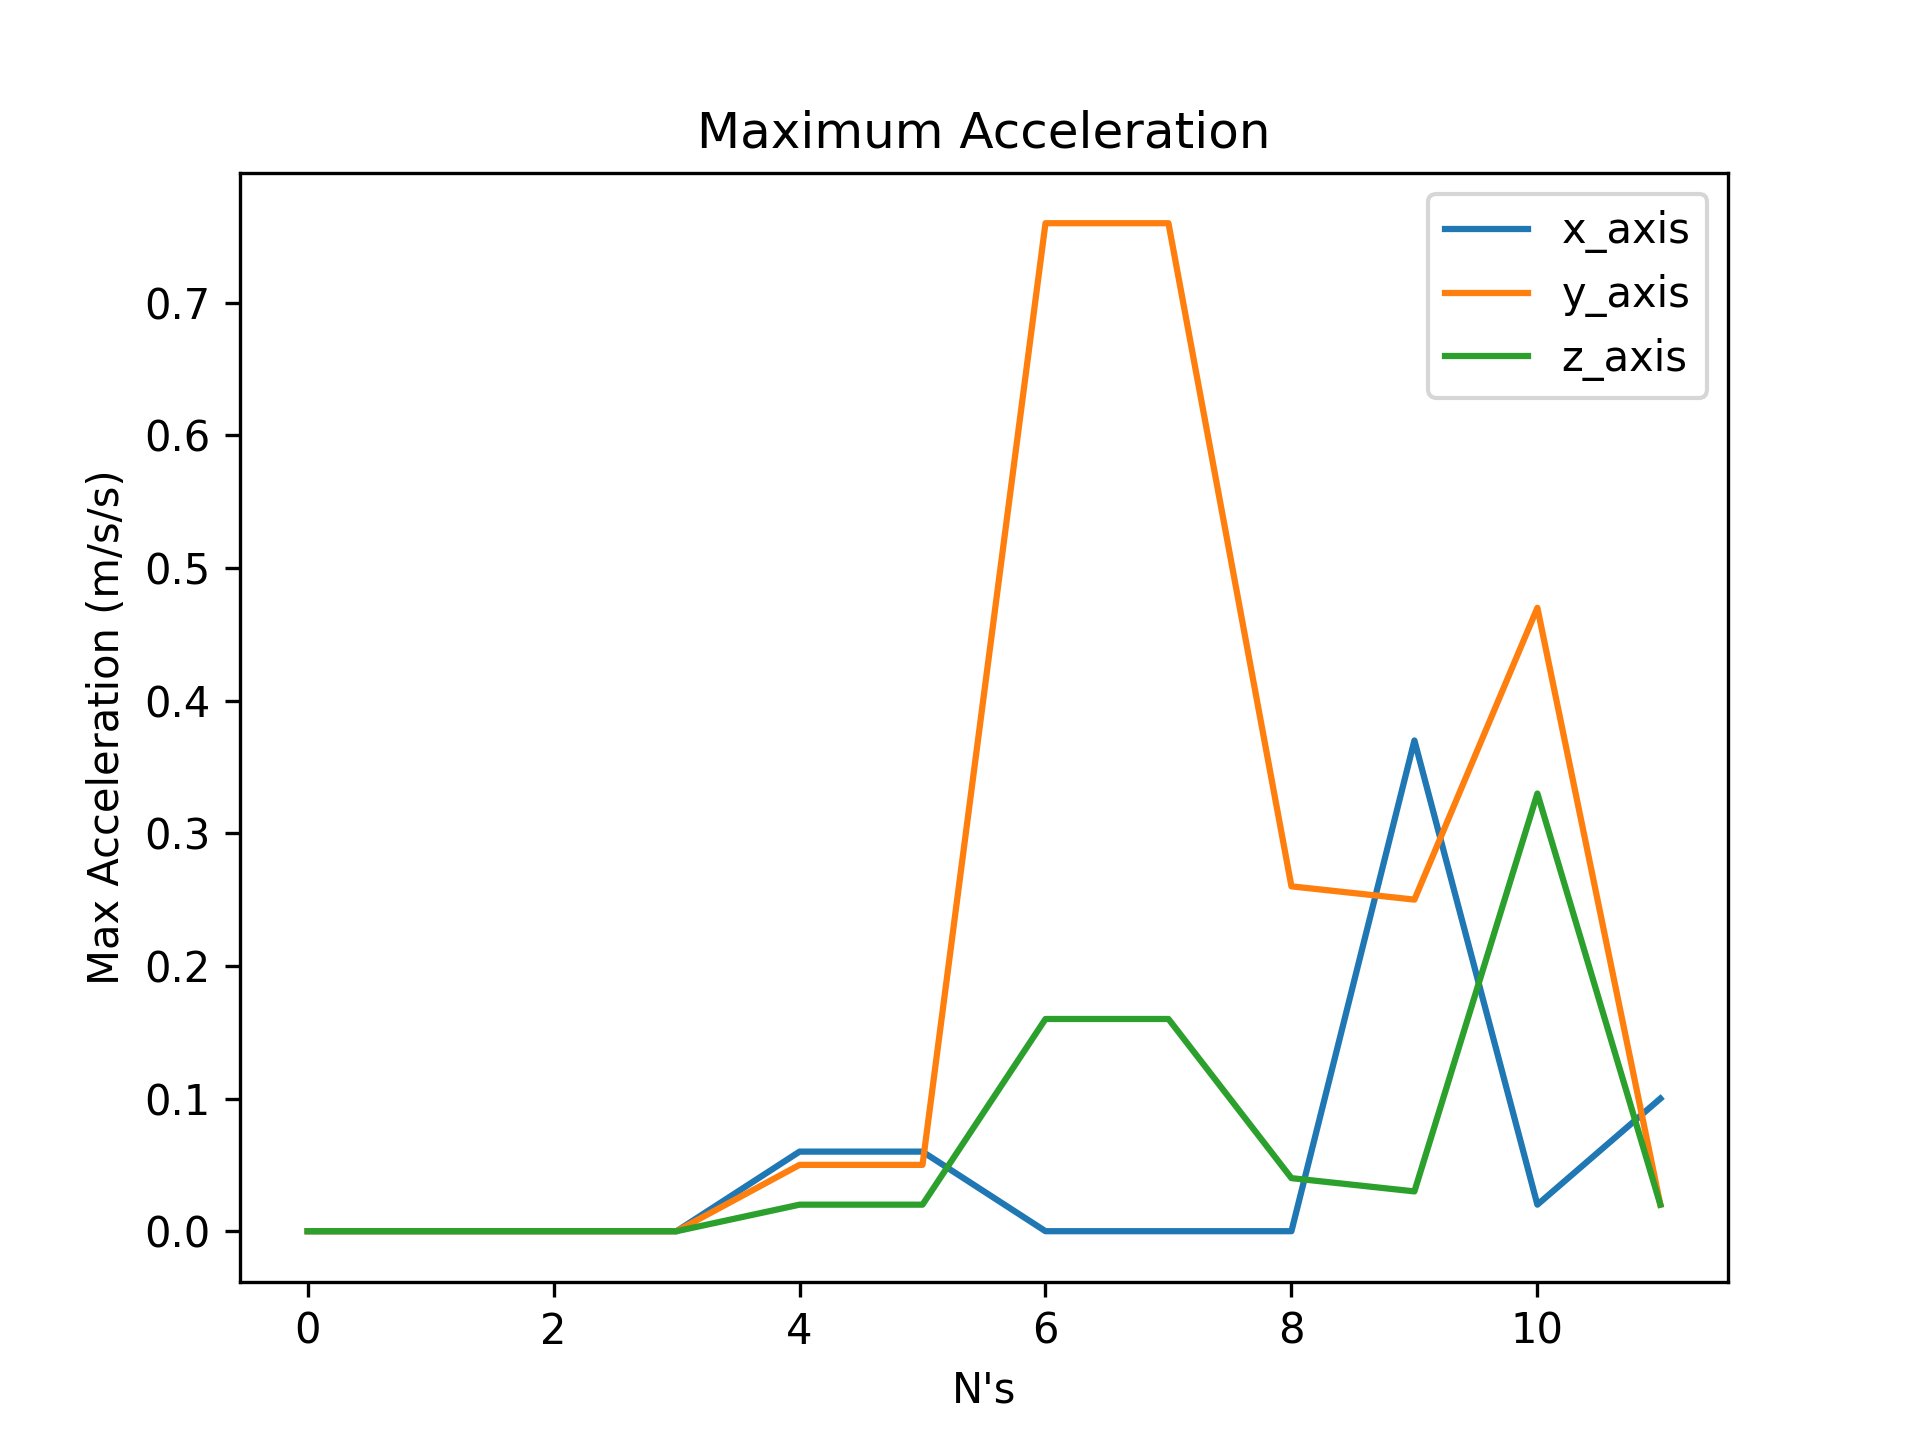 Maximum Acceleration
x_axis
y_axis
z_axis
Max Acceleration (m/s/s)
0.7
0.6
0.5
0.4
0.3
0.2
0.1
0.0
0 2 4 6 8 10
N's